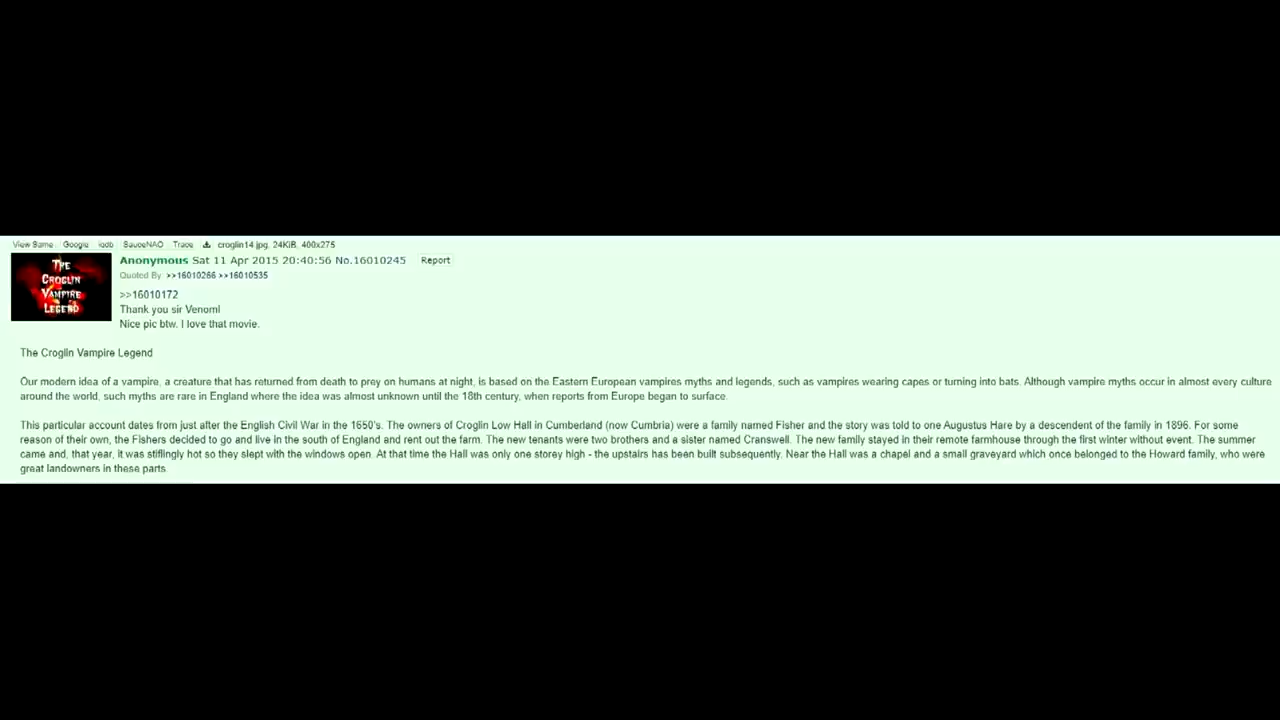 View Same Google iqdb SauceNAO Trace croglin14.jpg, 24KiB, 400x275
THE
CROGLIN
VAMPIRE
LEGEND
Anonymous Sat 11 Apr 2015 20:40:56 No.16010245 Report
Quoted By: >>16010266 >>16010535
>>16010172
Thank you sir Venom!
Nice pic btw. I love that movie.
The Croglin Vampire Legend
Our modern idea of a vampire, a creature that has returned from death to prey on humans at night, is based on the Eastern European vampires myths and legends, such as vampires wearing capes or turning into bats. Although vampire myths occur in almost every culture
around the world, such myths are rare in England where the idea was almost unknown until the 18th century, when reports from Europe began to surface.
This particular account dates from just after the English Civil War in the 1650's. The owners of Croglin Low Hall in Cumberland (now Cumbria) were a family named Fisher and the story was told to one Augustus Hare by a descendent of the family in 1896. For some
reason of their own, the Fishers decided to go and live in the south of England and rent out the farm. The new tenants were two brothers and a sister named Cranswell. The new family stayed in their remote farmhouse through the first winter without event. The summer
came and, that year, it was stiflingly hot so they slept with the windows open. At that time the Hall was only one storey high - the upstairs has been built subsequently. Near the Hall was a chapel and a small graveyard which once belonged to the Howard family, who were
great landowners in these parts.